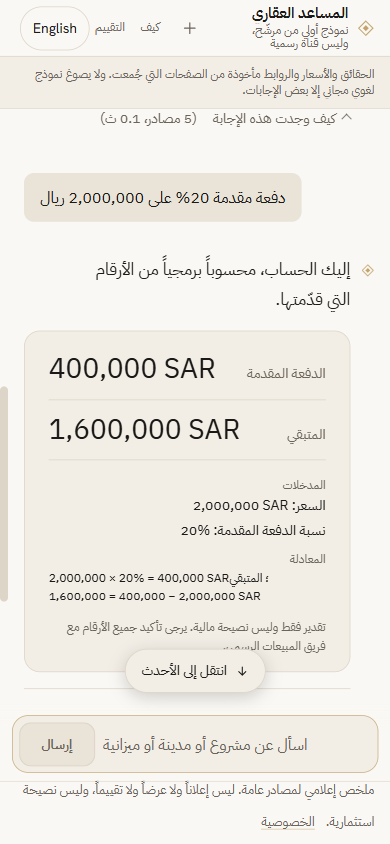 المساعد العقاري
نموذج أولي من مرشّح،
وليس قناة رسمية
+
كيف
التقييم
English
الحقائق والأسعار والروابط مأخوذة من الصفحات التي جُمعت. ولا يصوغ نموذج
لغوي مجاني إلا بعض الإجابات.
كيف وجدت هذه الإجابة (5 مصادر، 0.1 ث)
دفعة مقدمة 20% على 2,000,000 ريال
إليك الحساب، محسوباً برمجياً من الأرقام
التي قدّمتها.
الدفعة المقدمة 400,000 SAR
المتبقي 1,600,000 SAR
المدخلات
السعر: 2,000,000 SAR
نسبة الدفعة المقدمة: 20%
المعادلة
2,000,000 × 20% = 400,000 SAR؛ المتبقي
1,600,000 = 400,000 − 2,000,000 SAR
تقدير فقط وليس نصيحة مالية. يرجى تأكيد جميع الأرقام مع
فريق المبيعات الرسمي.
↓ انتقل إلى الأحدث
اسأل عن مشروع أو مدينة أو ميزانية
إرسال
ملخص إعلامي لمصادر عامة. ليس إعلاناً ولا عرضاً ولا تقييماً، وليس نصيحة
استثمارية. الخصوصية